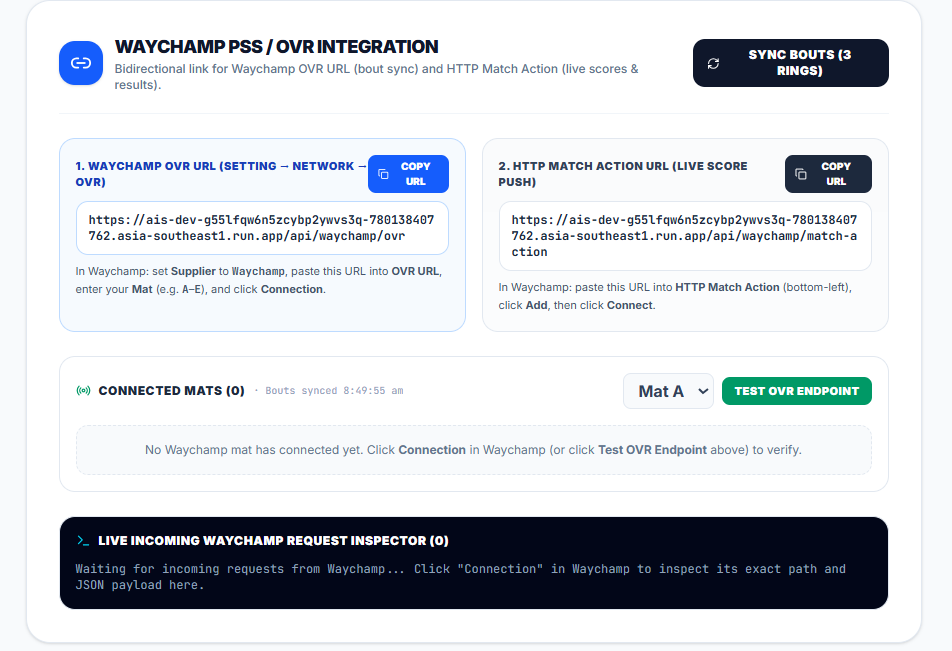 WAYCHAMP PSS / OVR INTEGRATION
Bidirectional link for Waychamp OVR URL (bout sync) and HTTP Match Action (live scores &
results).
SYNC BOUTS (3
RINGS)
1. WAYCHAMP OVR URL (SETTING → NETWORK →
OVR)
COPY
URL
https://ais-dev-g55lfqw6n5zcybp2ywvs3q-780138407
762.asia-southeast1.run.app/api/waychamp/ovr
In Waychamp: set Supplier to Waychamp, paste this URL into OVR URL,
enter your Mat (e.g. A–E), and click Connection.
2. HTTP MATCH ACTION URL (LIVE SCORE
PUSH)
COPY
URL
https://ais-dev-g55lfqw6n5zcybp2ywvs3q-780138407
762.asia-southeast1.run.app/api/waychamp/match-a
ction
In Waychamp: paste this URL into HTTP Match Action (bottom-left),
click Add, then click Connect.
CONNECTED MATS (0) · Bouts synced 8:49:55 am
Mat A
TEST OVR ENDPOINT
No Waychamp mat has connected yet. Click Connection in Waychamp (or click Test OVR Endpoint above) to verify.
LIVE INCOMING WAYCHAMP REQUEST INSPECTOR (0)
Waiting for incoming requests from Waychamp... Click "Connection" in Waychamp to inspect its exact path and
JSON payload here.